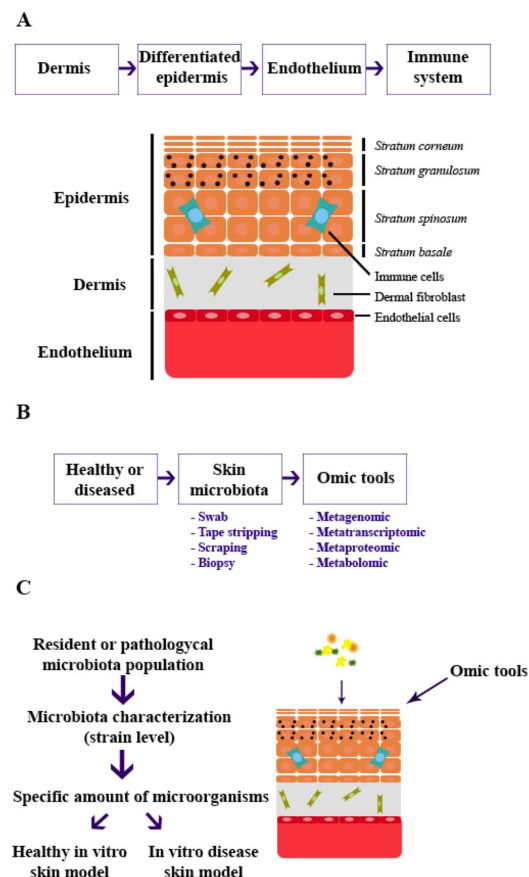 A
Dermis
Differentiated
epidermis
Endothelium
Immune
system
Epidermis
Dermis
Endothelium
Stratum corneum
Stratum granulosum
Stratum spinosum
Stratum basale
Immune cells
Dermal fibroblast
Endothelial cells
B
Healthy or
diseased
Skin
microbiota
Omic tools
- Swab
- Tape stripping
- Scraping
- Biopsy
- Metagenomic
- Metatranscriptomic
- Metaproteomic
- Metabolomic
C
Resident or pathologycal
microbiota population
Microbiota characterization
(strain level)
Specific amount of microorganisms
Healthy in vitro
skin model
In vitro disease
skin model
Omic tools